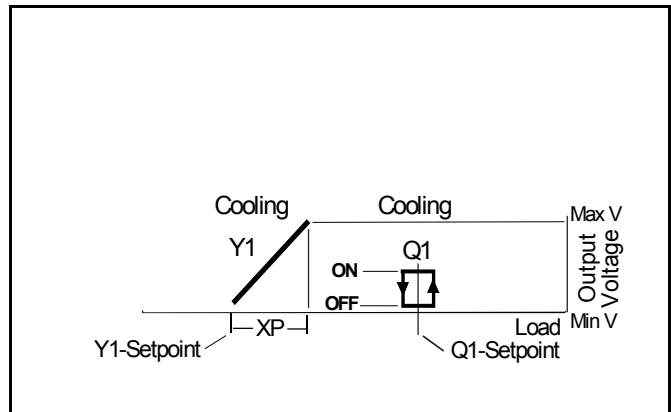 Cooling Cooling
Y1 Q1
Max V
ON
Output
Voltage
OFF
XP
Load
Min V
Y1-Setpoint
Q1-Setpoint